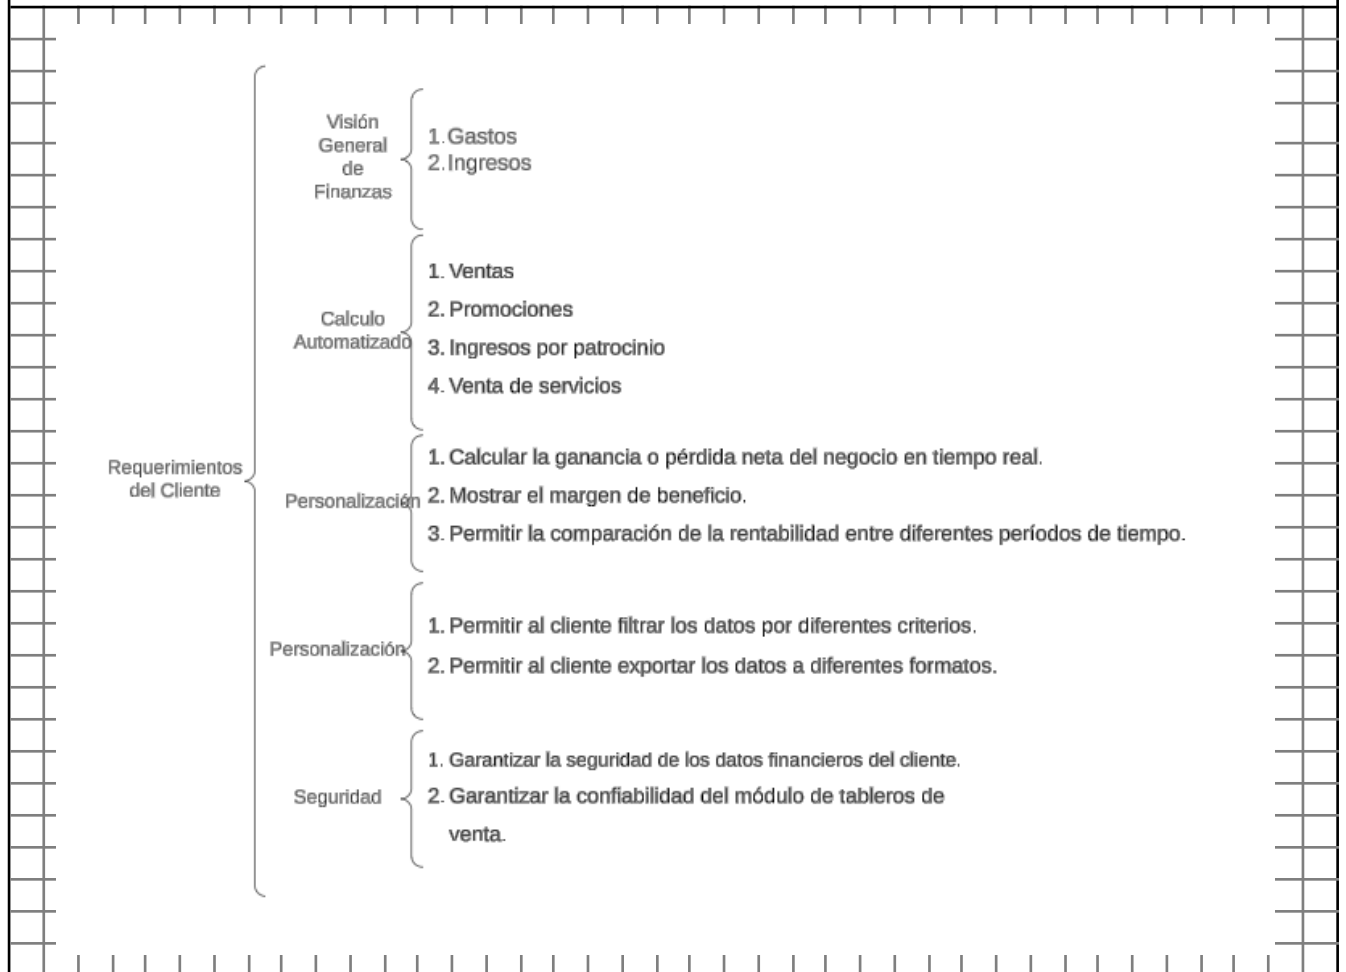 Visión
General
de
Finanzas
1.Gastos
2.Ingresos
Calculo
Automatizado
1. Ventas
2. Promociones
3. Ingresos por patrocinio
4. Venta de servicios
Requerimientos
del Cliente
Personalización
1. Calcular la ganancia o pérdida neta del negocio en tiempo real.
2. Mostrar el margen de beneficio.
3. Permitir la comparación de la rentabilidad entre diferentes períodos de tiempo.
Personalización
1. Permitir al cliente filtrar los datos por diferentes criterios.
2. Permitir al cliente exportar los datos a diferentes formatos.
Seguridad
1. Garantizar la seguridad de los datos financieros del cliente.
2. Garantizar la confiabilidad del módulo de tableros de
venta.